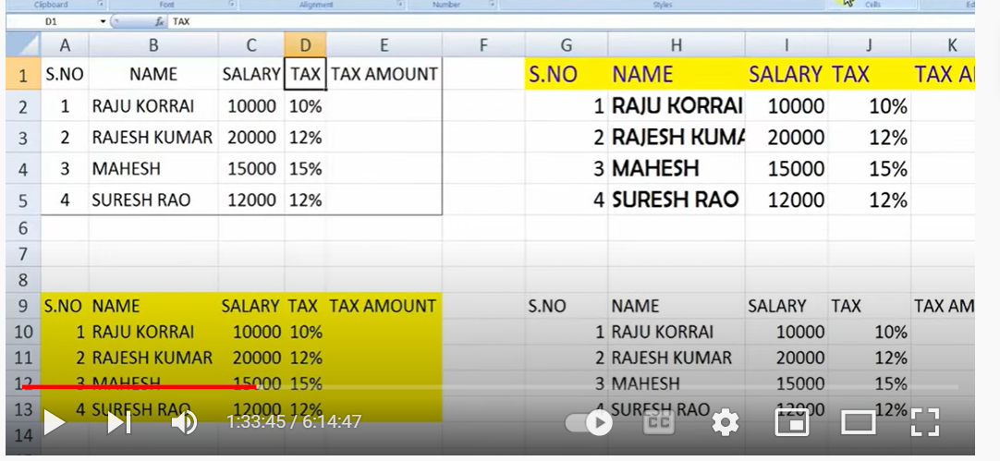 Clipboard Font Alignment Number Styles Cells
D1 fx TAX
A B C D E F G H I J K
1 S.NO NAME SALARY TAX TAX AMOUNT S.NO NAME SALARY TAX
2 1 RAJU KORRAI 10000 10% 1 RAJU KORRAI 10000 10%
3 2 RAJESH KUMAR 20000 12% 2 RAJESH KUMA 20000 12%
4 3 MAHESH 15000 15% 3 MAHESH 15000 15%
5 4 SURESH RAO 12000 12% 4 SURESH RAO 12000 12%
6
7
8
9 S.NO NAME SALARY TAX TAX AMOUNT S.NO NAME SALARY TAX TAX AM
10 1 RAJU KORRAI 10000 10% 1 RAJU KORRAI 10000 10%
11 2 RAJESH KUMAR 20000 12% 2 RAJESH KUMAR 20000 12%
12 3 MAHESH 15000 15% 3 MAHESH 15000 15%
13 4 SURESH RAO 12000 12% 4 SURESH RAO 12000 12%
1:33:45 / 6:14:47 CC
14